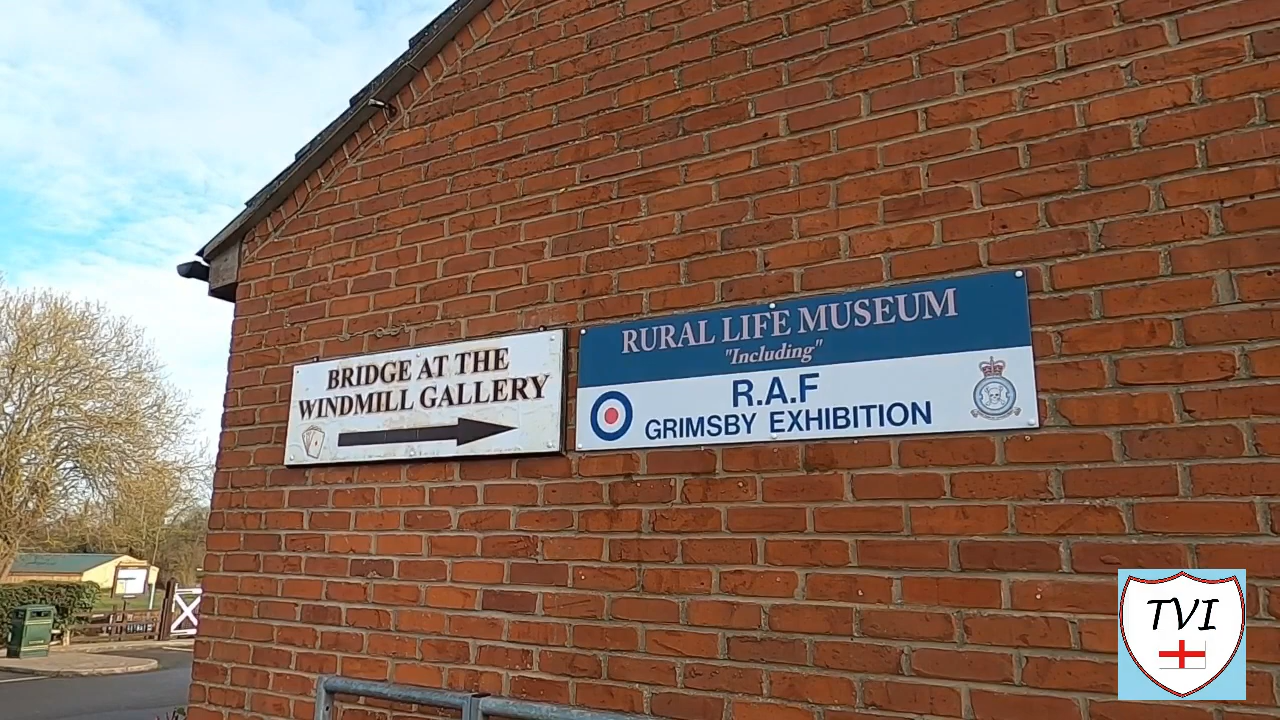 BRIDGE AT THE
WINDMILL GALLERY
RURAL LIFE MUSEUM
"Including"
R.A.F
GRIMSBY EXHIBITION
TVI